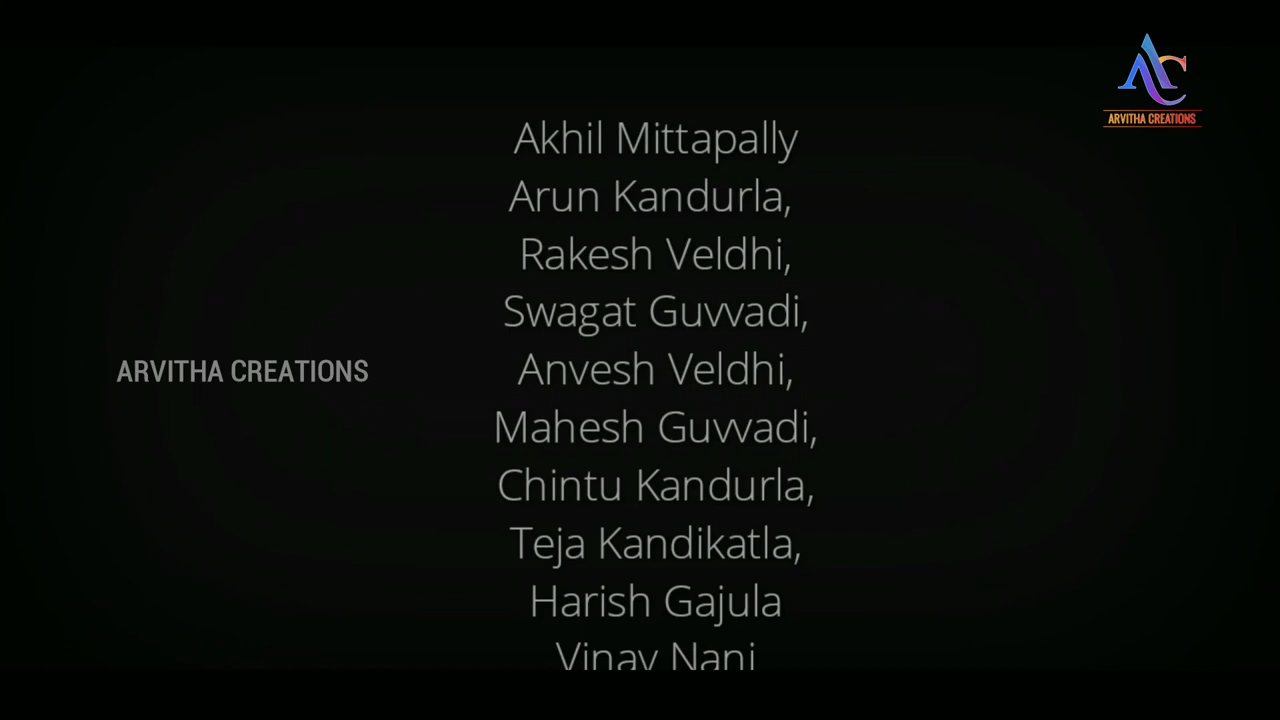 AC
ARVITHA CREATIONS
Akhil Mittapally
Arun Kandurla,
Rakesh Veldhi,
Swagat Guvvadi,
ARVITHA CREATIONS
Anvesh Veldhi,
Mahesh Guvvadi,
Chintu Kandurla,
Teja Kandikatla,
Harish Gajula
Vinay Nani